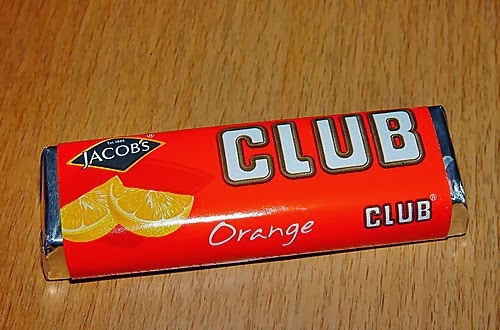 Est. 1885
JACOB'S®
CLUB
Orange
CLUB®